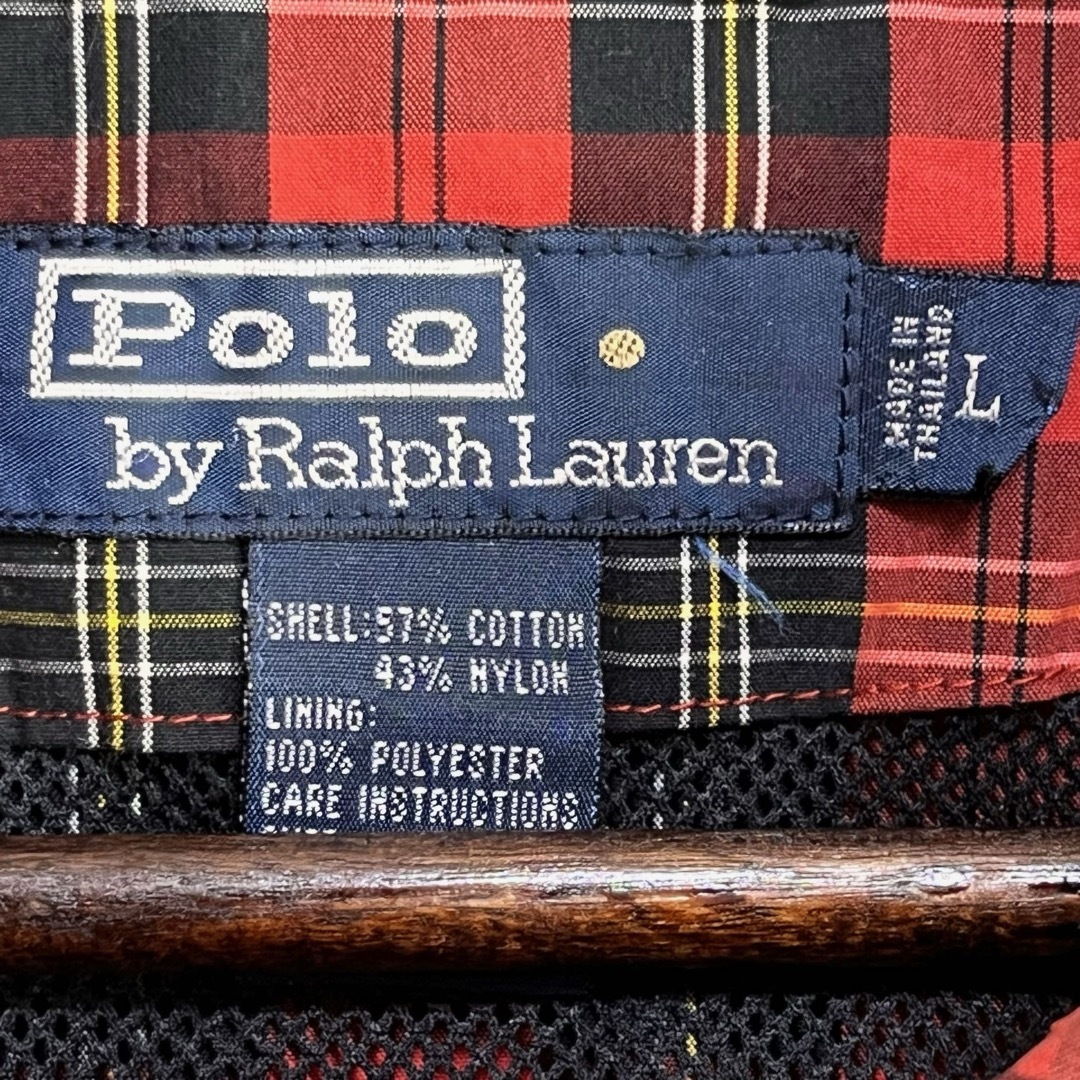 Polo
by Ralph Lauren
MADE IN
THAILAND
L
SHELL:57% COTTON
43% NYLON
LINING:
100% POLYESTER
CARE INSTRUCTIONS